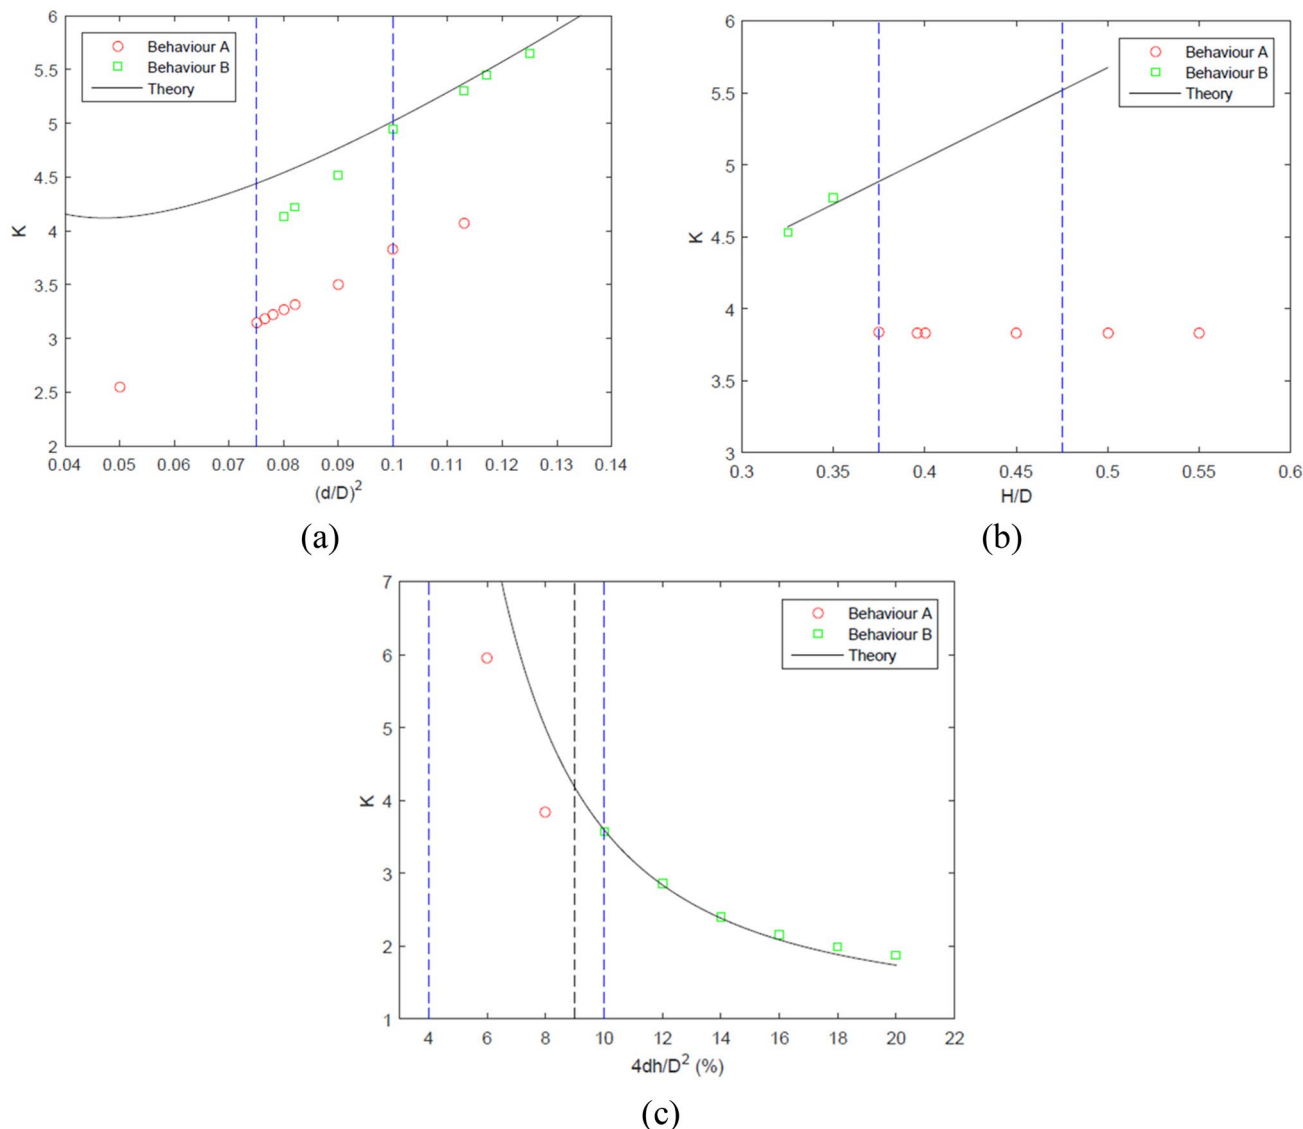 6
5.5
5
4.5
4
3.5
3
2.5
2
K
Behaviour A
Behaviour B
Theory
0.04 0.05 0.06 0.07 0.08 0.09 0.1 0.11 0.12 0.13 0.14
(d/D)²
(a)
6
5.5
5
4.5
4
3.5
3
K
Behaviour A
Behaviour B
Theory
0.3 0.35 0.4 0.45 0.5 0.55 0.6
H/D
(b)
7
6
5
4
3
2
1
K
Behaviour A
Behaviour B
Theory
4 6 8 10 12 14 16 18 20 22
4dh/D² (%)
(c)